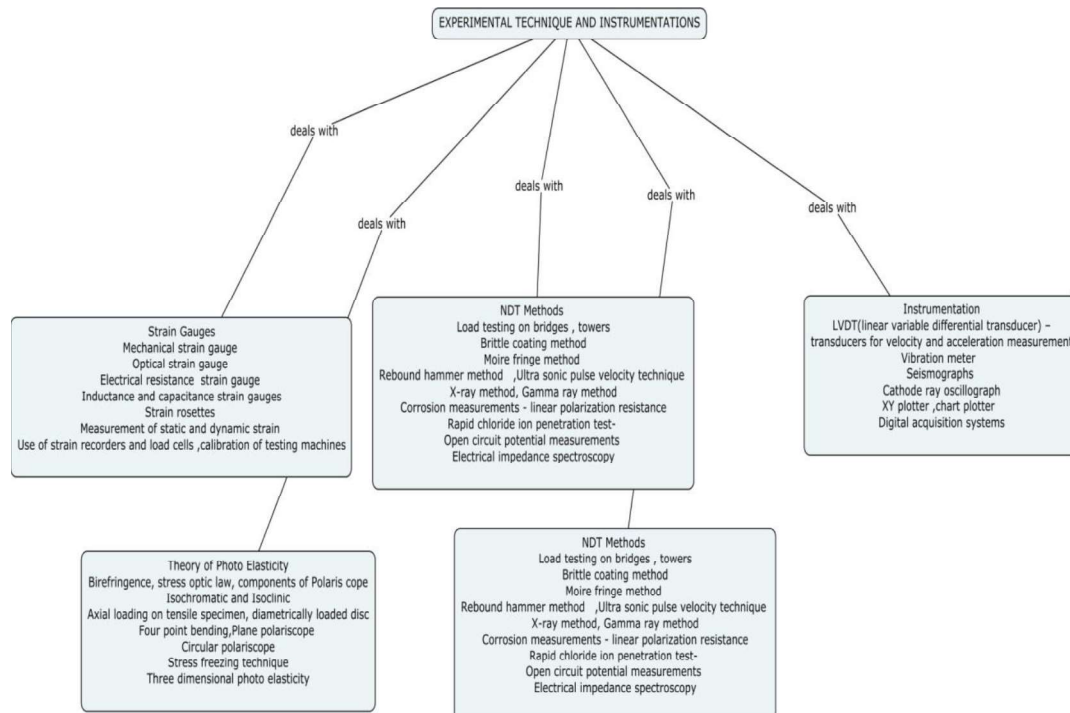 EXPERIMENTAL TECHNIQUE AND INSTRUMENTATIONS
deals with
deals with
deals with
deals with
deals with
Strain Gauges
Mechanical strain gauge
Optical strain gauge
Electrical resistance strain gauge
Inductance and capacitance strain gauges
Strain rosettes
Measurement of static and dynamic strain
Use of strain recorders and load cells ,calibration of testing machines
NDT Methods
Load testing on bridges , towers
Brittle coating method
Moire fringe method
Rebound hammer method ,Ultra sonic pulse velocity technique
X-ray method, Gamma ray method
Corrosion measurements - linear polarization resistance
Rapid chloride ion penetration test-
Open circuit potential measurements
Electrical impedance spectroscopy
Instrumentation
LVDT(linear variable differential transducer) –
transducers for velocity and acceleration measurement
Vibration meter
Seismographs
Cathode ray oscillograph
XY plotter ,chart plotter
Digital acquisition systems
Theory of Photo Elasticity
Birefringence, stress optic law, components of Polaris cope
Isochromatic and Isoclinic
Axial loading on tensile specimen, diametrically loaded disc
Four point bending,Plane polariscope
Circular polariscope
Stress freezing technique
Three dimensional photo elasticity
NDT Methods
Load testing on bridges , towers
Brittle coating method
Moire fringe method
Rebound hammer method ,Ultra sonic pulse velocity technique
X-ray method, Gamma ray method
Corrosion measurements - linear polarization resistance
Rapid chloride ion penetration test-
Open circuit potential measurements
Electrical impedance spectroscopy